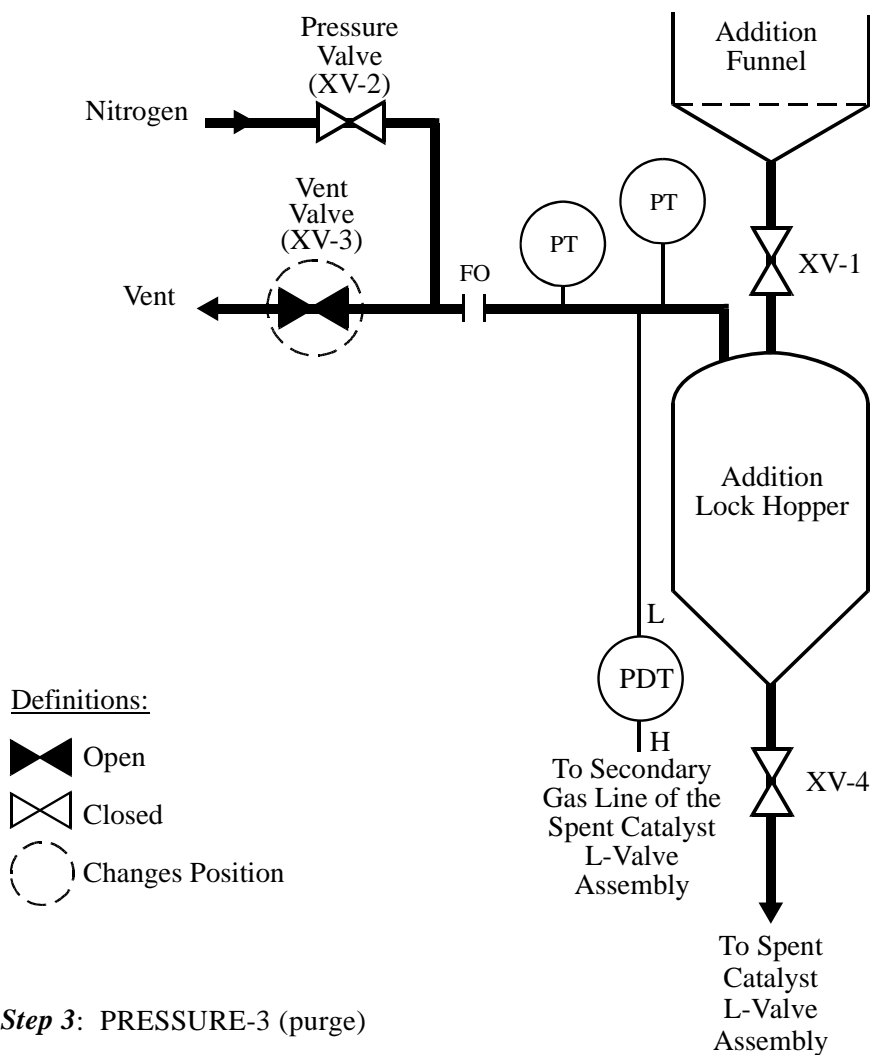 Pressure
Valve
(XV-2)
Addition
Funnel
Nitrogen
Vent
Valve
(XV-3)
PT
PT
XV-1
FO
Vent
Addition
Lock Hopper
L
PDT
H
Definitions:
Open
Closed
Changes Position
To Secondary
Gas Line of the
Spent Catalyst
L-Valve
Assembly
XV-4
To Spent
Catalyst
L-Valve
Assembly
Step 3: PRESSURE-3 (purge)